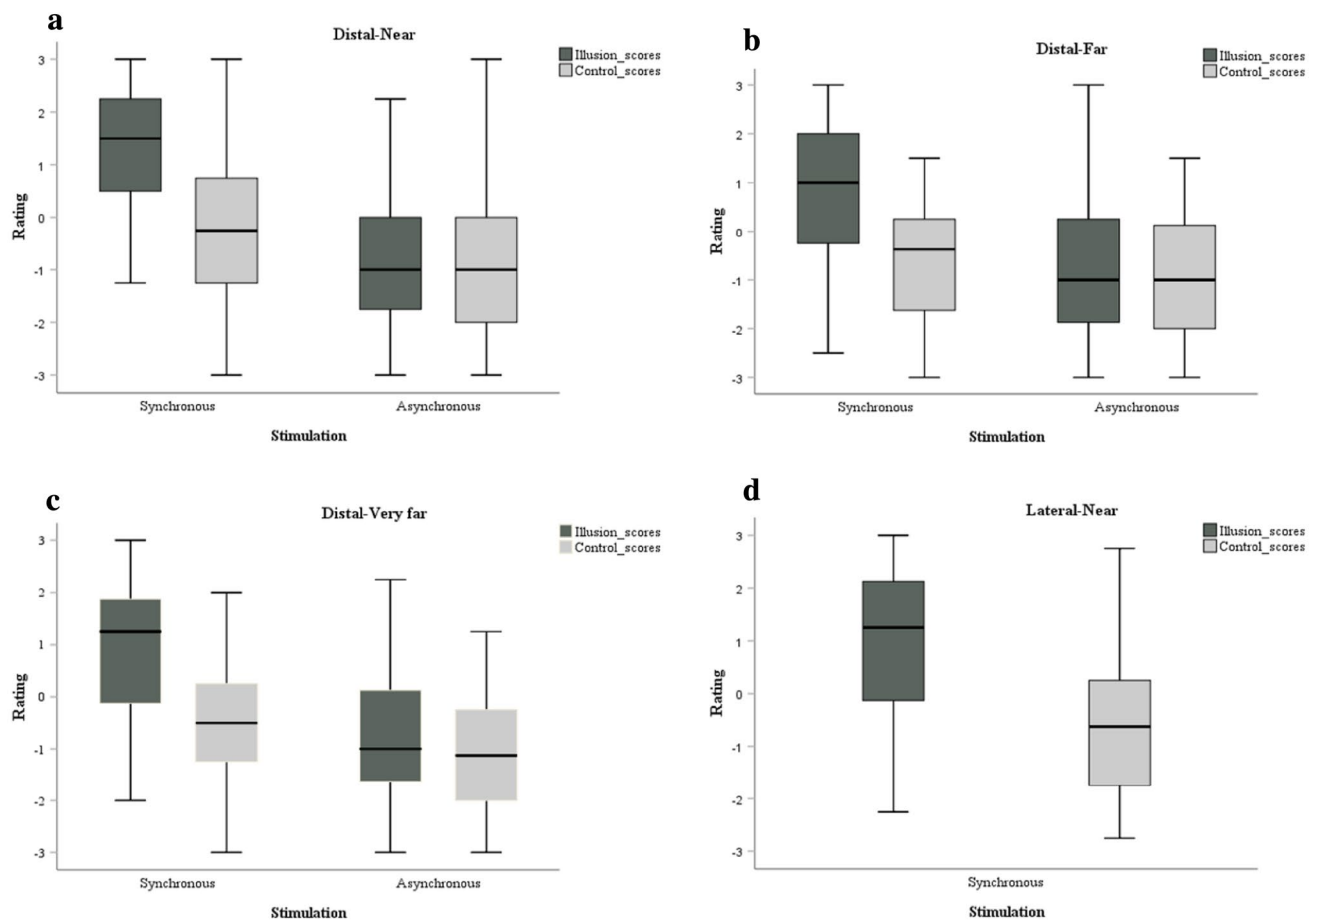 a
Distal-Near
Illusion_scores
Control_scores
Rating
3
2
1
0
-1
-2
-3
Synchronous
Asynchronous
Stimulation
b
Distal-Far
Illusion_scores
Control_scores
Rating
3
2
1
0
-1
-2
-3
Synchronous
Asynchronous
Stimulation
c
Distal-Very far
Illusion_scores
Control_scores
Rating
3
2
1
0
-1
-2
-3
Synchronous
Asynchronous
Stimulation
d
Lateral-Near
Illusion_scores
Control_scores
Rating
3
2
1
0
-1
-2
-3
Synchronous
Stimulation